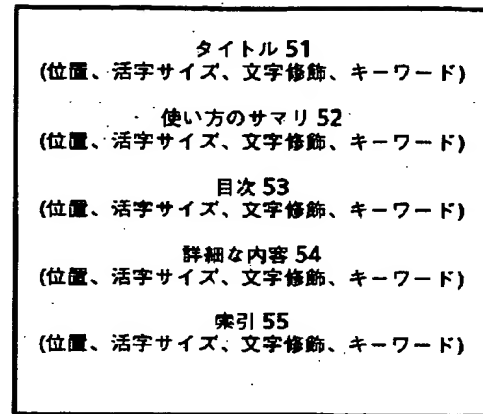 タイトル 51
(位置、活字サイズ、文字修飾、キーワード)
使い方のサマリ 52
(位置、活字サイズ、文字修飾、キーワード)
目次 53
(位置、活字サイズ、文字修飾、キーワード)
詳細な内容 54
(位置、活字サイズ、文字修飾、キーワード)
索引 55
(位置、活字サイズ、文字修飾、キーワード)